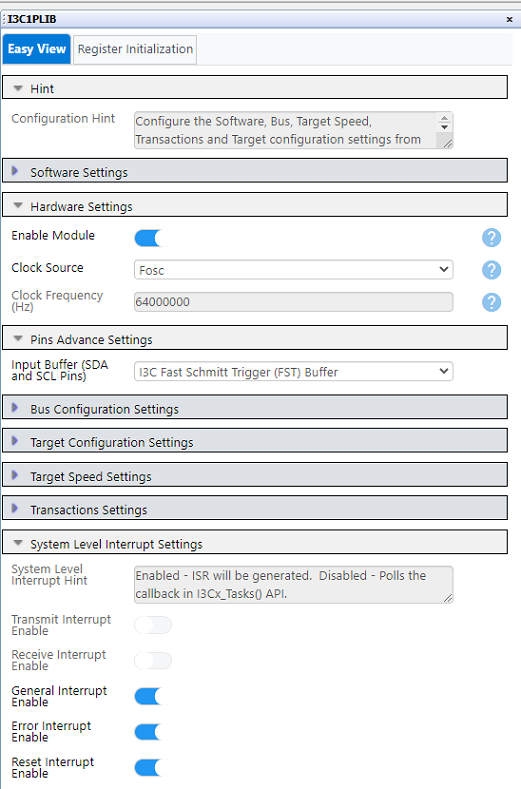 I3C1PLIB
×
Easy View
Register Initialization
Hint
Configuration Hint
Configure the Software, Bus, Target Speed,
Transactions and Target configuration settings from
Software Settings
Hardware Settings
Enable Module
?
Clock Source
Fosc
?
Clock Frequency
(Hz)
64000000
?
Pins Advance Settings
Input Buffer (SDA
and SCL Pins)
I3C Fast Schmitt Trigger (FST) Buffer
Bus Configuration Settings
Target Configuration Settings
Target Speed Settings
Transactions Settings
System Level Interrupt Settings
System Level
Interrupt Hint
Enabled - ISR will be generated.  Disabled - Polls the
callback in I3Cx_Tasks() API.
Transmit Interrupt
Enable
Receive Interrupt
Enable
General Interrupt
Enable
Error Interrupt
Enable
Reset Interrupt
Enable